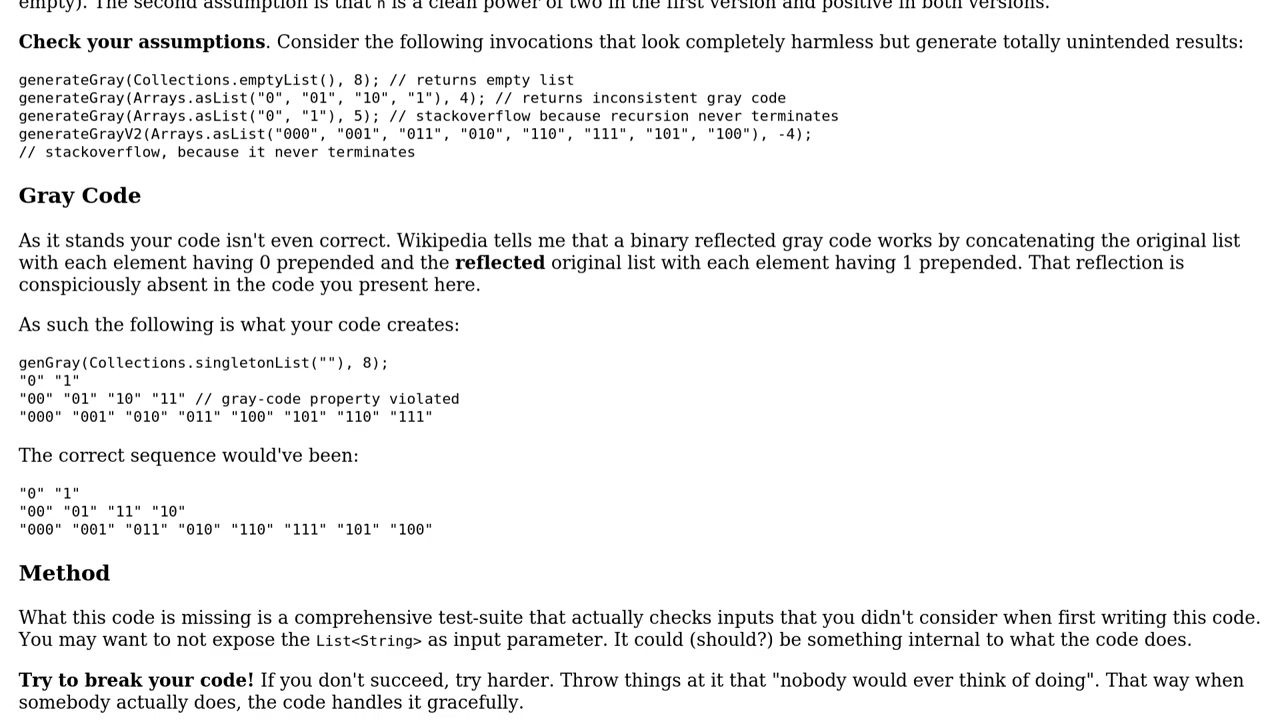 empty). The second assumption is that n is a clean power of two in the first version and positive in both versions.
Check your assumptions. Consider the following invocations that look completely harmless but generate totally unintended results:
generateGray(Collections.emptyList(), 8); // returns empty list
generateGray(Arrays.asList("0", "01", "10", "1"), 4); // returns inconsistent gray code
generateGray(Arrays.asList("0", "1"), 5); // stackoverflow because recursion never terminates
generateGrayV2(Arrays.asList("000", "001", "011", "010", "110", "111", "101", "100"), -4);
// stackoverflow, because it never terminates
Gray Code
As it stands your code isn't even correct. Wikipedia tells me that a binary reflected gray code works by concatenating the original list
with each element having 0 prepended and the reflected original list with each element having 1 prepended. That reflection is
conspiciously absent in the code you present here.
As such the following is what your code creates:
genGray(Collections.singletonList(""), 8);
"0" "1"
"00" "01" "10" "11" // gray-code property violated
"000" "001" "010" "011" "100" "101" "110" "111"
The correct sequence would've been:
"0" "1"
"00" "01" "11" "10"
"000" "001" "011" "010" "110" "111" "101" "100"
Method
What this code is missing is a comprehensive test-suite that actually checks inputs that you didn't consider when first writing this code.
You may want to not expose the List<String> as input parameter. It could (should?) be something internal to what the code does.
Try to break your code! If you don't succeed, try harder. Throw things at it that "nobody would ever think of doing". That way when
somebody actually does, the code handles it gracefully.